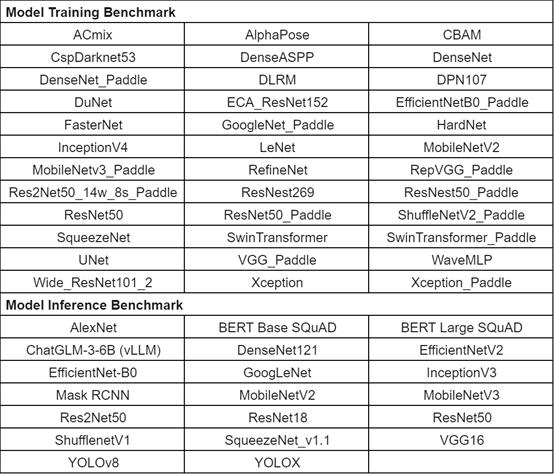 Model Training Benchmark
ACmix AlphaPose CBAM
CspDarknet53 DenseASPP DenseNet
DenseNet_Paddle DLRM DPN107
DuNet ECA_ResNet152 EfficientNetB0_Paddle
FasterNet GoogleNet_Paddle HardNet
InceptionV4 LeNet MobileNetV2
MobileNetv3_Paddle RefineNet RepVGG_Paddle
Res2Net50_14w_8s_Paddle ResNest269 ResNest50_Paddle
ResNet50 ResNet50_Paddle ShuffleNetV2_Paddle
SqueezeNet SwinTransformer SwinTransformer_Paddle
UNet VGG_Paddle WaveMLP
Wide_ResNet101_2 Xception Xception_Paddle
Model Inference Benchmark
AlexNet BERT Base SQuAD BERT Large SQuAD
ChatGLM-3-6B (vLLM) DenseNet121 EfficientNetV2
EfficientNet-B0 GoogLeNet InceptionV3
Mask RCNN MobileNetV2 MobileNetV3
Res2Net50 ResNet18 ResNet50
ShufflenetV1 SqueezeNet_v1.1 VGG16
YOLOv8 YOLOX